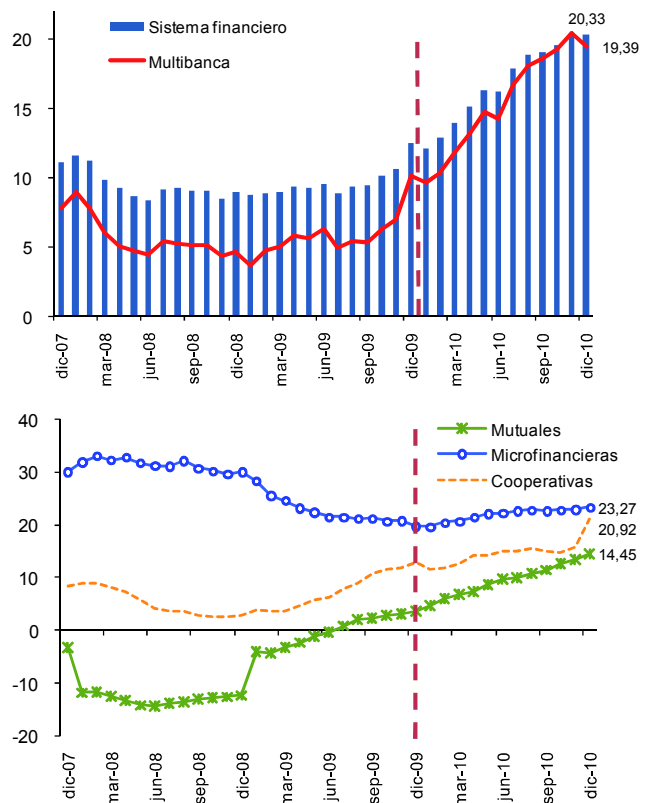 20
15
10
5
0
Sistema financiero
Multibanca
20,33
19,39
dic-07
mar-08
jun-08
sep-08
dic-08
mar-09
jun-09
sep-09
dic-09
mar-10
jun-10
sep-10
dic-10
40
30
20
10
0
-10
-20
Mutuales
Microfinancieras
Cooperativas
23,27
20,92
14,45
dic-07
mar-08
jun-08
sep-08
dic-08
mar-09
jun-09
sep-09
dic-09
mar-10
jun-10
sep-10
dic-10